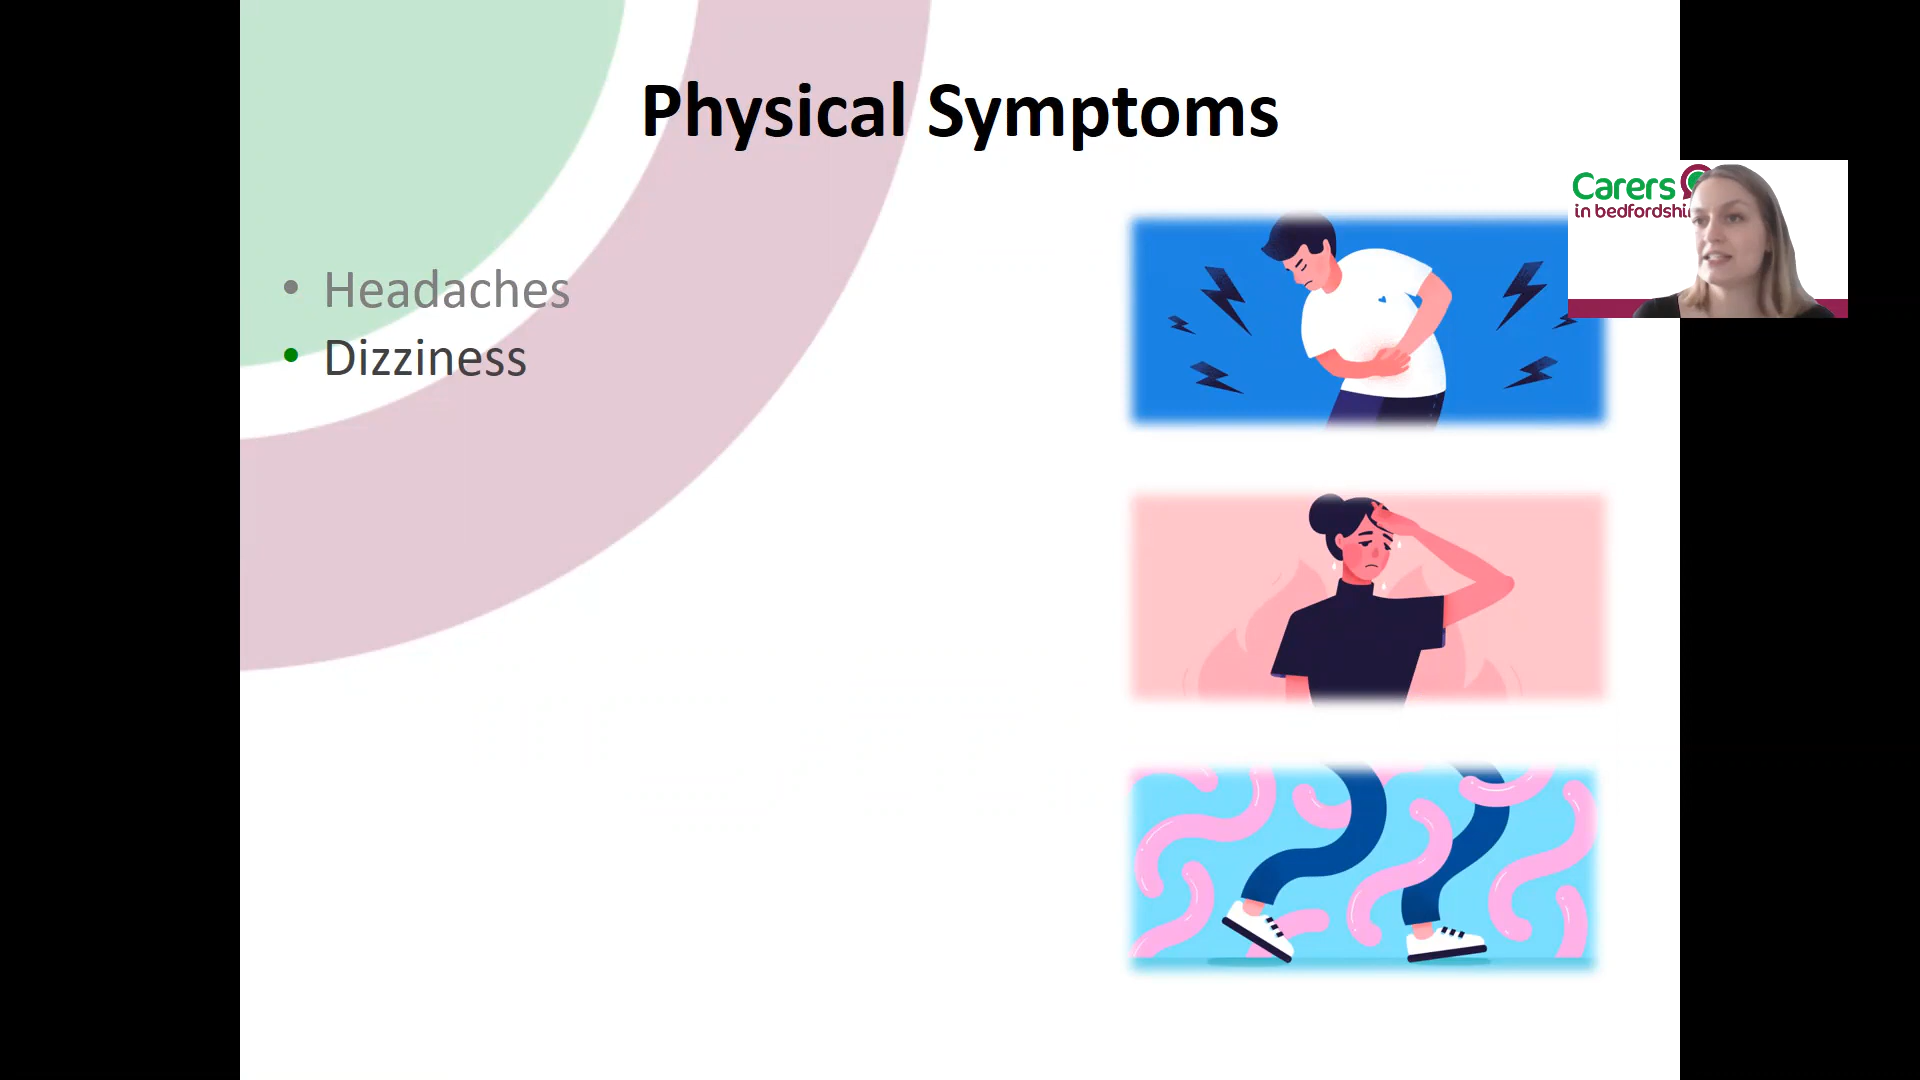 Physical Symptoms
Carers
in bedfordshi
• Headaches
• Dizziness